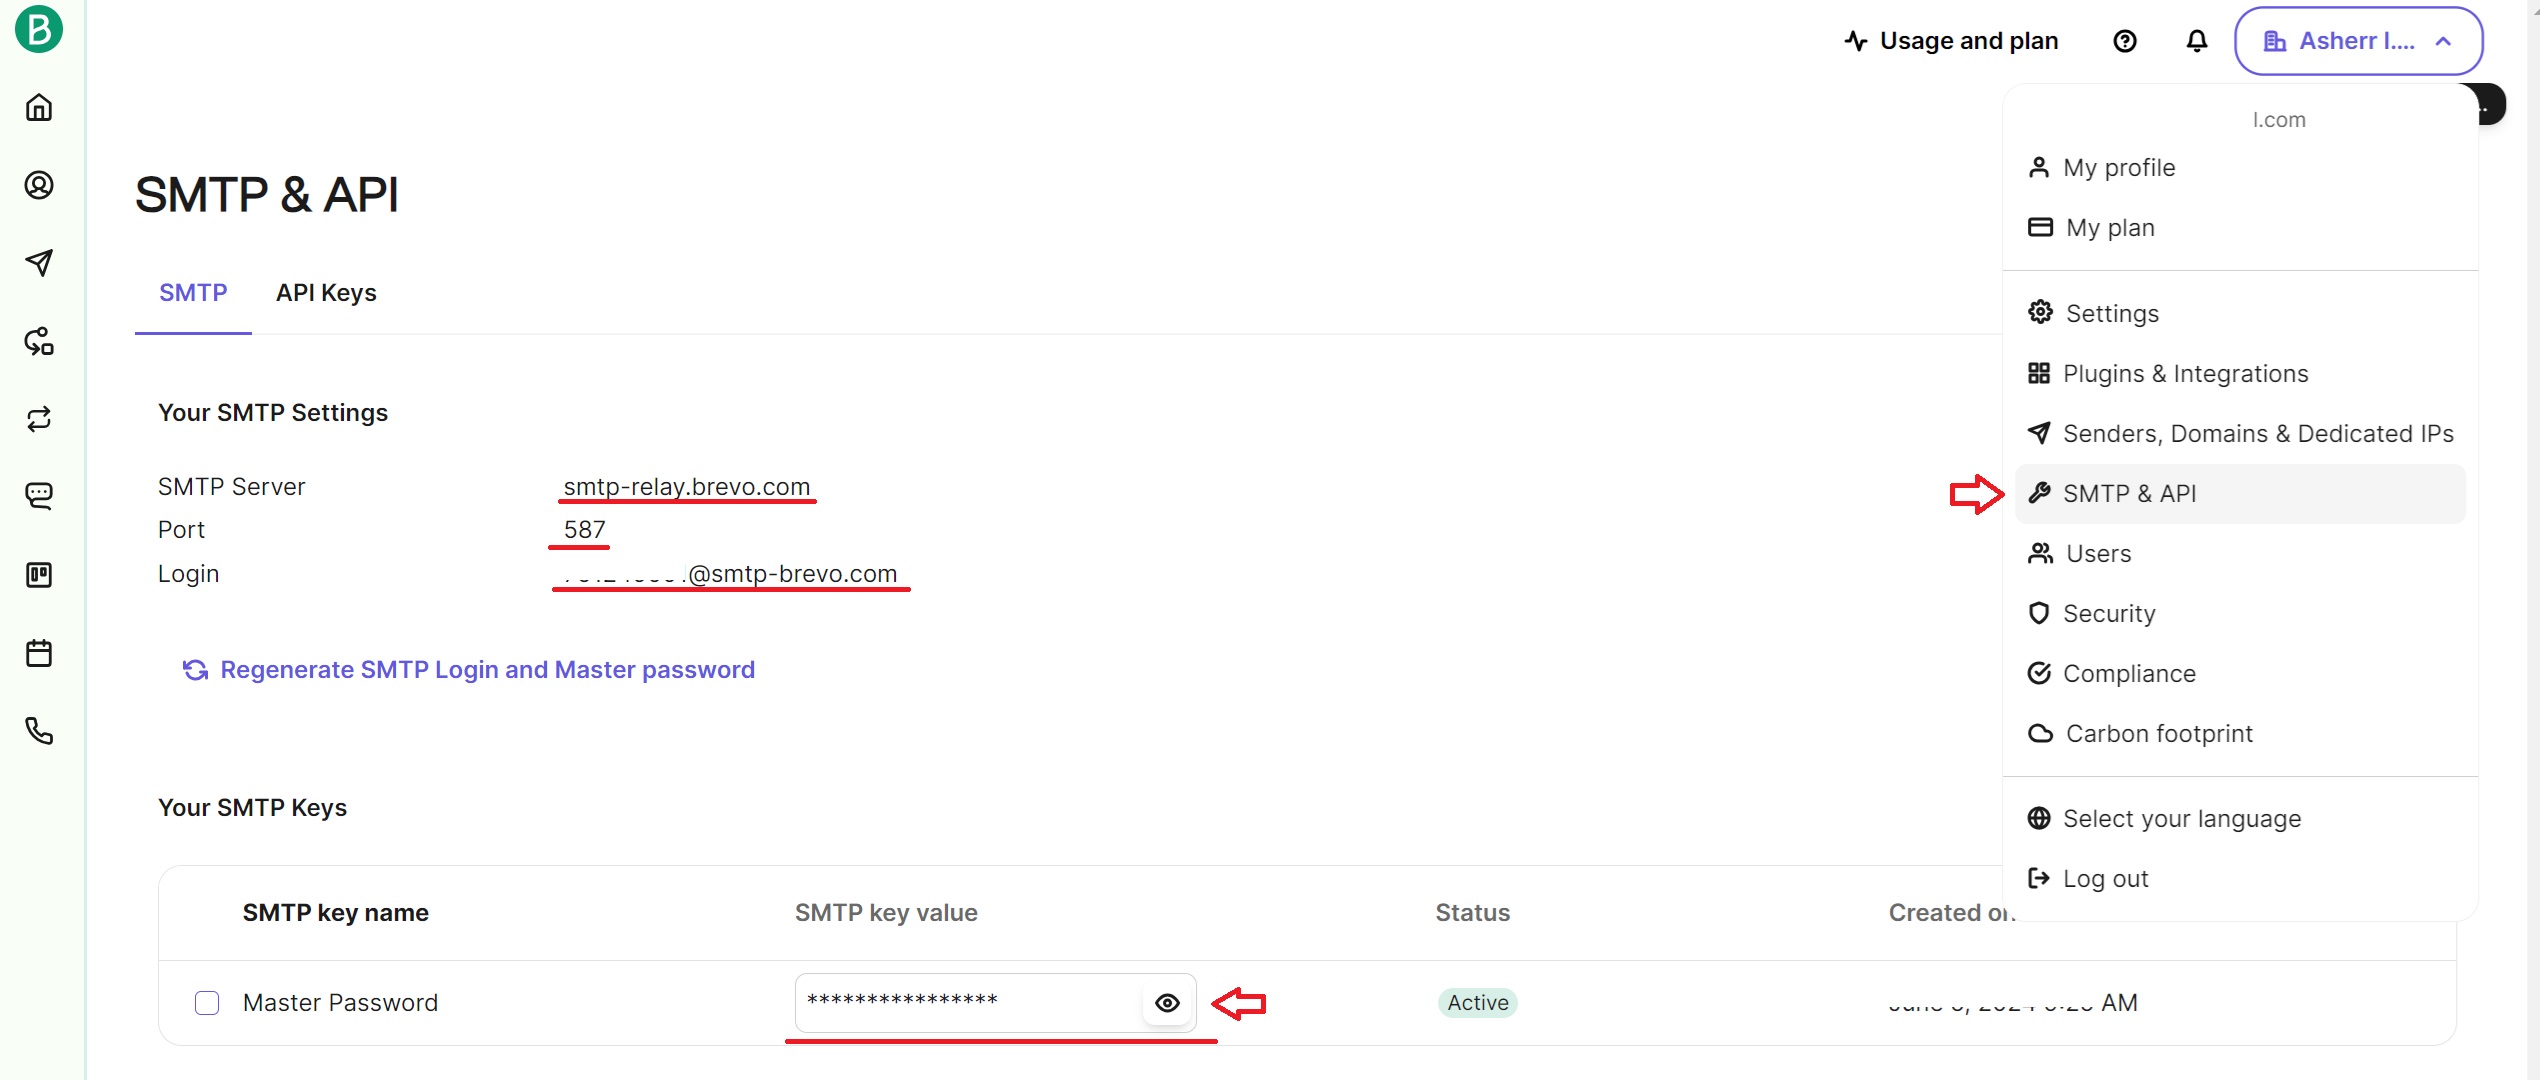 B
Usage and plan
Asherr I....
l.com
My profile
My plan
SMTP & API
SMTP
API Keys
Settings
Plugins & Integrations
Senders, Domains & Dedicated IPs
SMTP & API
Users
Security
Compliance
Carbon footprint
Select your language
Log out
Your SMTP Settings
SMTP Server smtp-relay.brevo.com
Port 587
Login @smtp-brevo.com
Regenerate SMTP Login and Master password
Your SMTP Keys
SMTP key name SMTP key value Status Created on
Master Password **************** Active AM